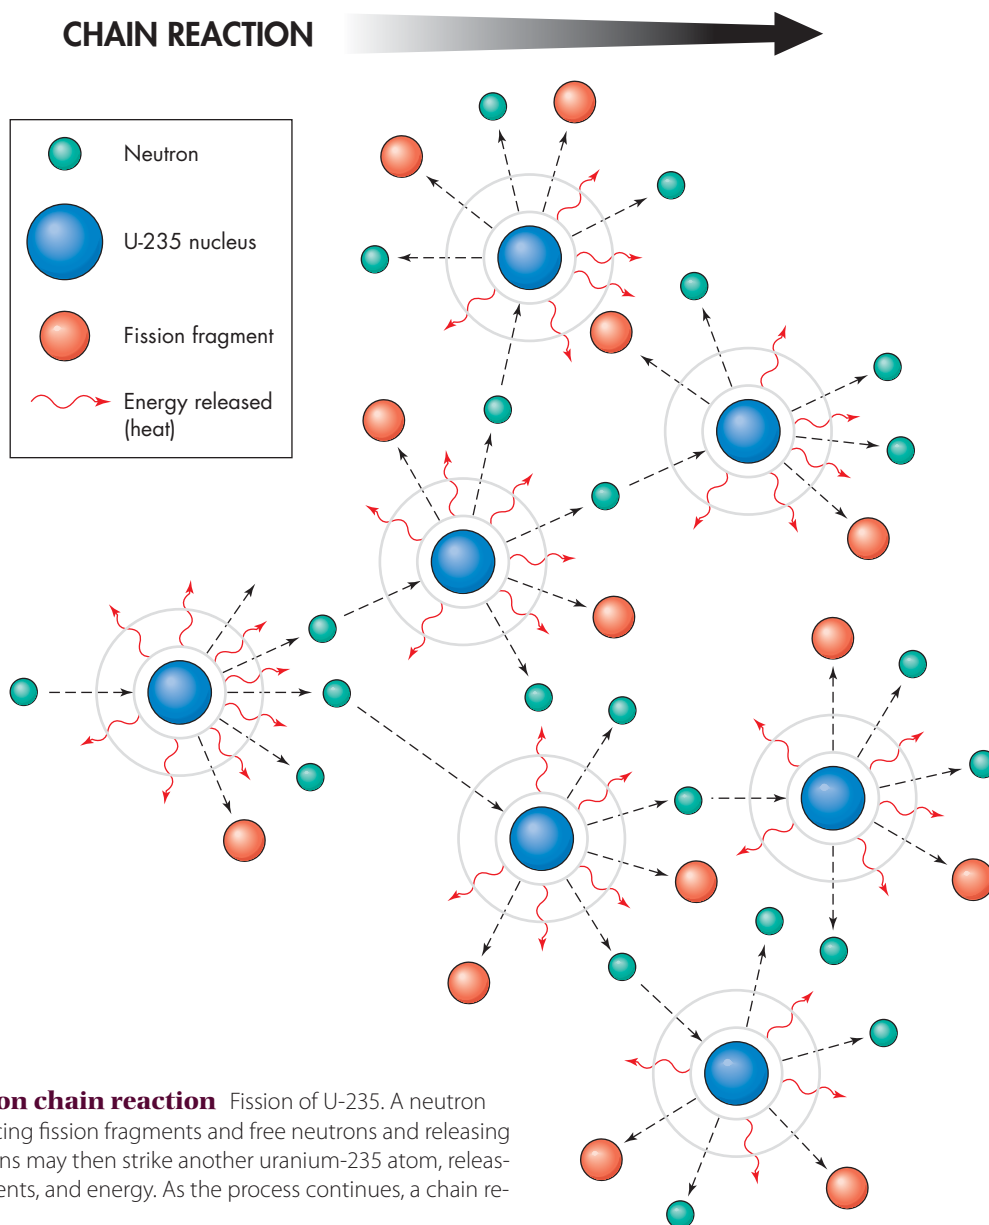 CHAIN REACTION
Neutron
U-235 nucleus
Fission fragment
Energy released
(heat)
on chain reaction Fission of U-235. A neutron
ting fission fragments and free neutrons and releasing
ns may then strike another uranium-235 atom, releas-
ents, and energy. As the process continues, a chain re-